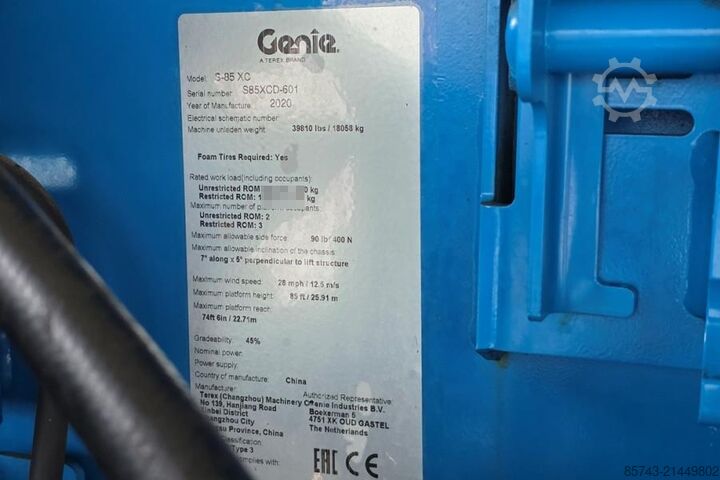 Genie
A TEREX BRAND
Model: S-85 XC
Serial number: S85XCD-601
Year of Manufacture: 2020
Electrical schematic number:
Machine unladen weight: 39810 lbs / 18058 kg
Foam Tires Required: Yes
Rated work load(including occupants):
Unrestricted ROM: kg
Restricted ROM: kg
Maximum number of occupants:
Unrestricted ROM: 2
Restricted ROM: 3
Maximum allowable side force: 90 lbf 400 N
Maximum allowable inclination of the chassis:
7° along x 5° perpendicular to lift structure
Maximum wind speed: 28 mph / 12.5 m/s
Maximum platform height: 85 ft / 25.91 m
Maximum platform reach:
74ft 6in / 22.71m
Gradeability: 45%
Nominal power:
Power supply:
Country of manufacture: China
Manufacturer:
Terex (Changzhou) Machinery
No 139, Hanjiang Road
District
City
Province, China
Type 3
Authorized Representative:
Genie Industries B.V.
Boekerman 5
4751 XK OUD GASTEL
The Netherlands
EAC CE
85743-21449802